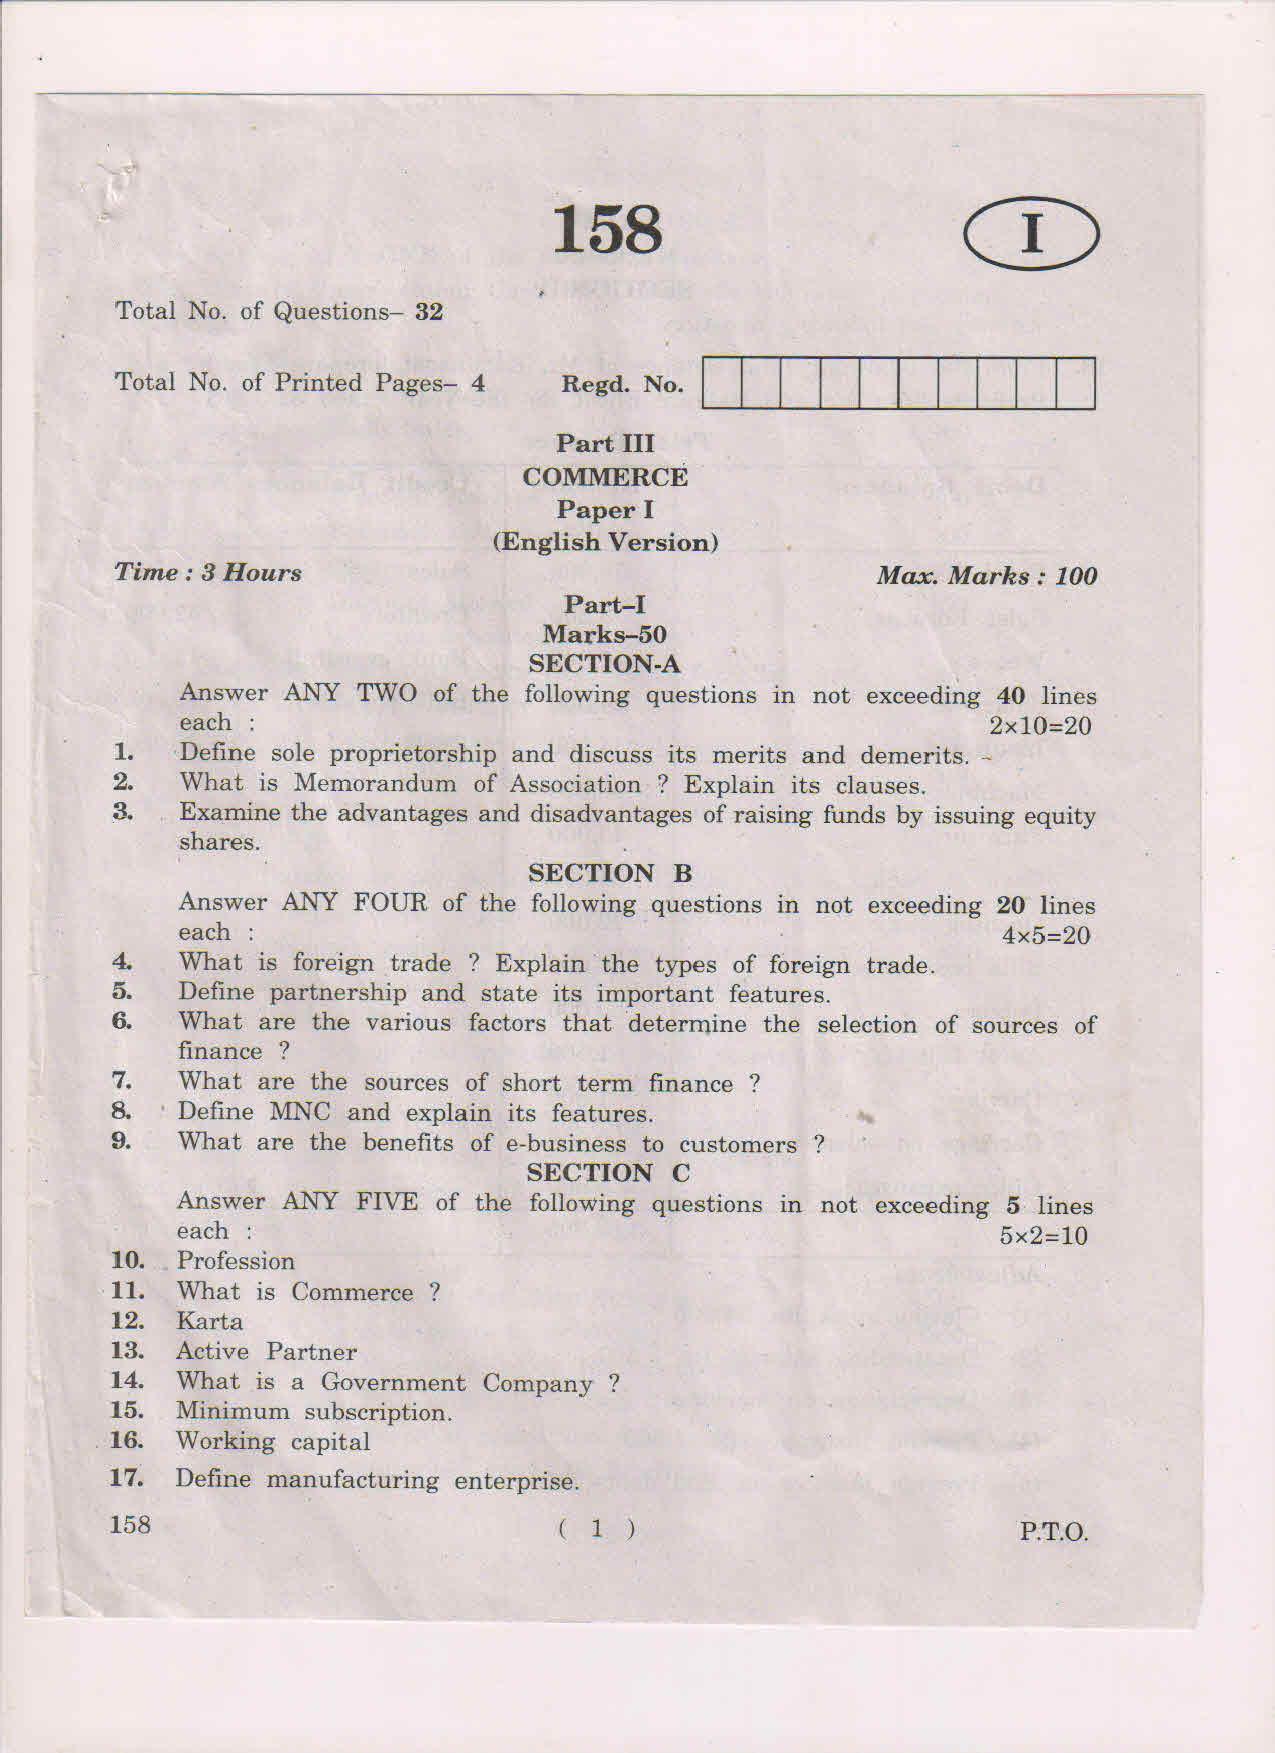 158
I
Total No. of Questions– 32
Total No. of Printed Pages– 4 Regd. No.
Part III
COMMERCE
Paper I
(English Version)
Time : 3 Hours Max. Marks : 100
Part–I
Marks–50
SECTION-A
Answer ANY TWO of the following questions in not exceeding 40 lines
each : 2×10=20
1. Define sole proprietorship and discuss its merits and demerits.
2. What is Memorandum of Association ? Explain its clauses.
3. Examine the advantages and disadvantages of raising funds by issuing equity
shares.
SECTION B
Answer ANY FOUR of the following questions in not exceeding 20 lines
each : 4×5=20
4. What is foreign trade ? Explain the types of foreign trade.
5. Define partnership and state its important features.
6. What are the various factors that determine the selection of sources of
finance ?
7. What are the sources of short term finance ?
8. Define MNC and explain its features.
9. What are the benefits of e-business to customers ?
SECTION C
Answer ANY FIVE of the following questions in not exceeding 5 lines
each : 5×2=10
10. Profession
11. What is Commerce ?
12. Karta
13. Active Partner
14. What is a Government Company ?
15. Minimum subscription.
16. Working capital
17. Define manufacturing enterprise.
158 ( 1 ) P.T.O.